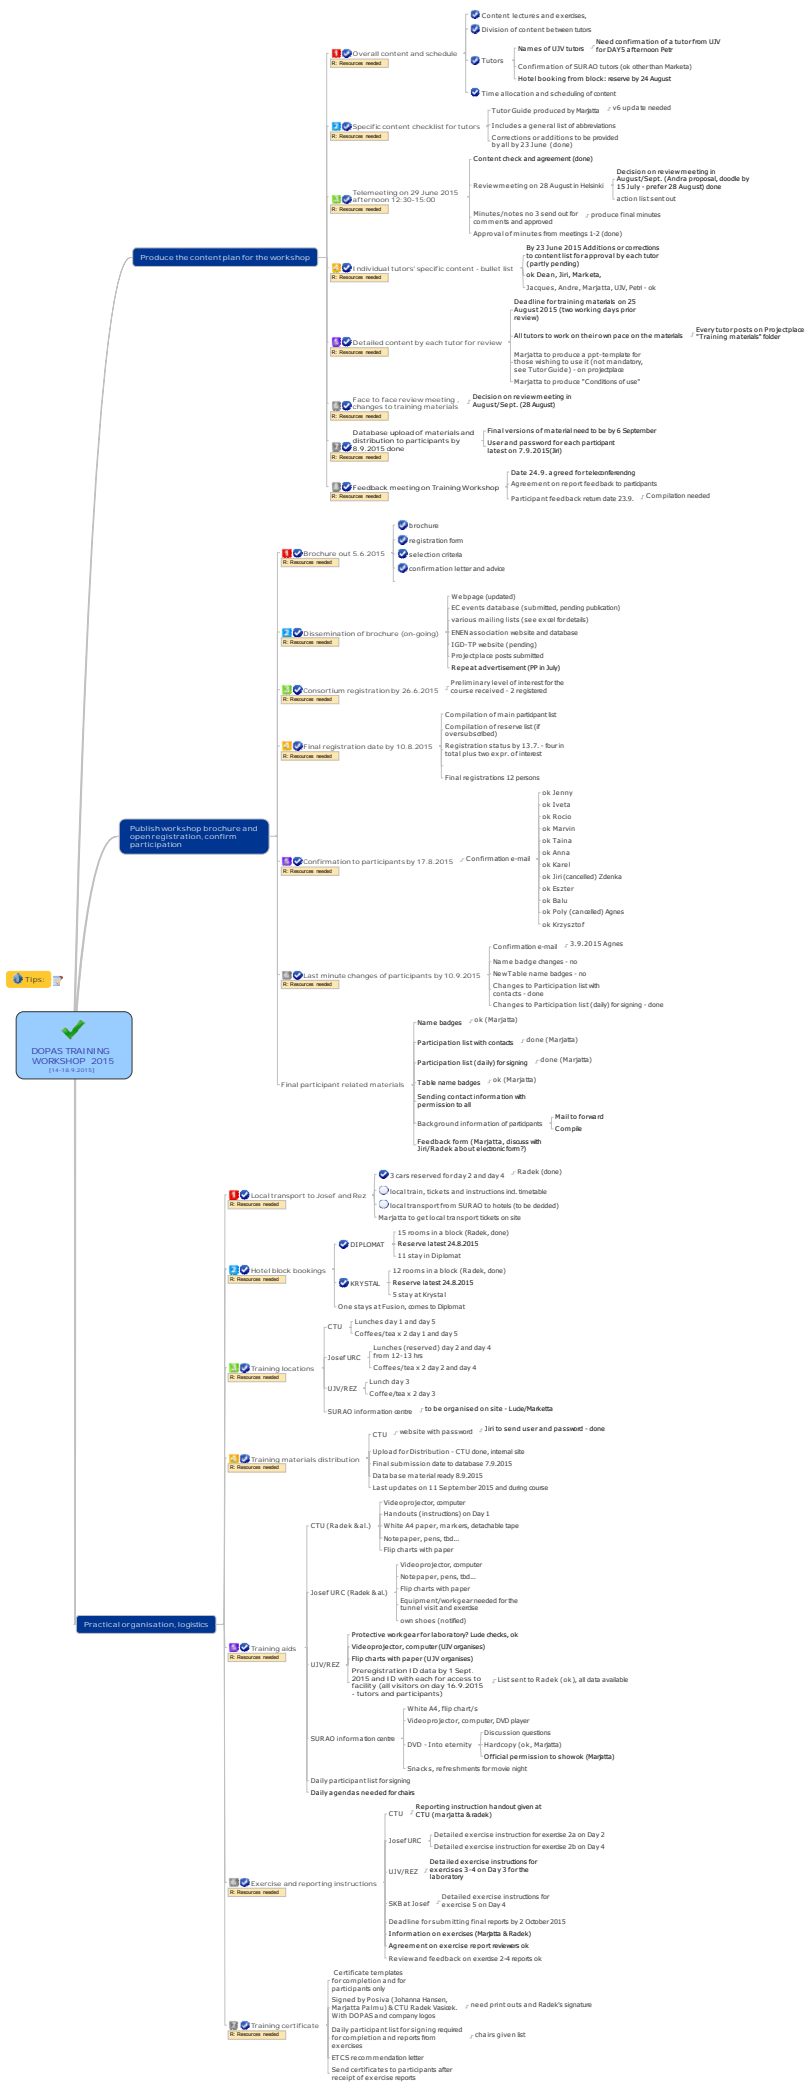 Produce the content plan for the workshop
Overall content and schedule
R: Resources needed
Content lectures and exercises,
Division of content between tutors
Tutors
Names of UJV tutors
Need confirmation of a tutor from UJV
for DAY5 afternoon Petr
Confirmation of SURAO tutors (ok other than Marketa)
Hotel booking from block: reserve by 24 August
Time allocation and scheduling of content
Specific content checklist for tutors
R: Resources needed
Tutor Guide produced by Marjatta
v6 update needed
Includes a general list of abbreviations
Corrections or additions to be provided
by all by 23 June (done)
Telemeeting on 29 June 2015
afternoon 12:30-15:00
R: Resources needed
Content check and agreement (done)
Review meeting on 28 August in Helsinki
Decision on review meeting in
August/Sept. (Andra proposal, doodle by
15 July - prefer 28 August) done
action list sent out
Minutes/notes no 3 send out for
comments and approved
produce final minutes
Approval of minutes from meetings 1-2 (done)
Individual tutors' specific content - bullet list
R: Resources needed
By 23 June 2015 Additions or corrections
to content list for approval by each tutor
(partly pending)
ok Dean, Jiri, Marketa,
Jacques, Andre, Marjatta, UJV, Petri - ok
Detailed content by each tutor for review
R: Resources needed
Deadline for training materials on 25
August 2015 (two working days prior
review)
All tutors to work on their own pace on the materials
Every tutor posts on Projectplace
"Training materials" folder
Marjatta to produce a ppt-template for
those wishing to use it (not mandatory,
see Tutor Guide) - on projectplace
Marjatta to produce "Conditions of use"
Face to face review meeting ,
changes to training materials
R: Resources needed
Decision on review meeting in
August/Sept. (28 August)
Database upload of materials and
distribution to participants by
8.9.2015 done
R: Resources needed
Final versions of material need to be by 6 September
User and password for each participant
latest on 7.9.2015(Jiri)
Feedback meeting on Training Workshop
R: Resources needed
Date 24.9. agreed for teleconferencing
Agreement on report feedback to participants
Participant feedback return date 23.9.
Compilation needed
Publish workshop brochure and
open registration, confirm
participation
Brochure out 5.6.2015
R: Resources needed
brochure
registration form
selection criteria
confirmation letter and advice
Dissemination of brochure (on-going)
R: Resources needed
Webpage (updated)
EC events database (submitted, pending publication)
various mailing lists (see excel for details)
ENEN association website and database
IGD-TP website (pending)
Projectplace posts submitted
Repeat advertisement (PP in July)
Consortium registration by 26.6.2015
R: Resources needed
Preliminary level of interest for the
course received - 2 registered
Final registration date by 10.8.2015
R: Resources needed
Compilation of main participant list
Compilation of reserve list (if
oversubscribed)
Registration status by 13.7. - four in
total plus two expr. of interest
Final registrations 12 persons
Confirmation to participants by 17.8.2015
R: Resources needed
Confirmation e-mail
ok Jenny
ok Iveta
ok Rocio
ok Marvin
ok Taina
ok Anna
ok Karel
ok Jiri (cancelled) Zdenka
ok Eszter
ok Balu
ok Poly (cancelled) Agnes
ok Krzysztof
Last minute changes of participants by 10.9.2015
R: Resources needed
Confirmation e-mail
3.9.2015 Agnes
Name badge changes - no
New Table name badges - no
Changes to Participation list with
contacts - done
Changes to Participation list (daily) for signing - done
Final participant related materials
Name badges
ok (Marjatta)
Participation list with contacts
done (Marjatta)
Participation list (daily) for signing
done (Marjatta)
Table name badges
ok (Marjatta)
Sending contact information with
permission to all
Background information of participants
Mail to forward
Compile
Feedback form (Marjatta, discuss with
Jiri/Radek about electronic form?)
Tips:
DOPAS TRAINING
WORKSHOP 2015
[14-18.9.2015]
Practical organisation, logistics
Local transport to Josef and Rez
R: Resources needed
3 cars reserved for day 2 and day 4
Radek (done)
local train, tickets and instructions incl. timetable
local transport from SURAO to hotels (to be decided)
Marjatta to get local transport tickets on site
Hotel block bookings
R: Resources needed
DIPLOMAT
15 rooms in a block (Radek, done)
Reserve latest 24.8.2015
11 stay in Diplomat
KRYSTAL
12 rooms in a block (Radek, done)
Reserve latest 24.8.2015
5 stay at Krystal
One stays at Fusion, comes to Diplomat
Training locations
R: Resources needed
CTU
Lunches day 1 and day 5
Coffees/tea x 2 day 1 and day 5
Josef URC
Lunches (reserved) day 2 and day 4
from 12-13 hrs
Coffees/tea x 2 day 2 and day 4
UJV/REZ
Lunch day 3
Coffee/tea x 2 day 3
SURAO information centre
to be organised on site - Lucie/Marketta
Training materials distribution
R: Resources needed
CTU
website with password
Jiri to send user and password - done
Upload for Distribution - CTU done, internal site
Final submission date to database 7.9.2015
Database material ready 8.9.2015
Last updates on 11 September 2015 and during course
Training aids
R: Resources needed
CTU (Radek & al.)
Videoprojector, computer
Handouts (instructions) on Day 1
White A4 paper, markers, detachable tape
Notepaper, pens, tbd...
Flip charts with paper
Josef URC (Radek & al.)
Videoprojector, computer
Notepaper, pens, tbd...
Flip charts with paper
Equipment/workgear needed for the
tunnel visit and exercise
own shoes (notified)
UJV/REZ
Protective work gear for laboratory? Lucie checks, ok
Videoprojector, computer (UJV organises)
Flip charts with paper (UJV organises)
Preregistration ID data by 1 Sept.
2015 and ID with each for access to
facility (all visitors on day 16.9.2015
- tutors and participants)
List sent to Radek (ok), all data available
SURAO information centre
White A4, flip chart/s
Videoprojector, computer, DVD player
DVD - Into eternity
Discussion questions
Hardcopy (ok, Marjatta)
Official permission to show ok (Marjatta)
Snacks, refreshments for movie night
Daily participant list for signing
Daily agendas needed for chairs
Exercise and reporting instructions
R: Resources needed
CTU
Reporting instruction handout given at
CTU (marjatta & radek)
Josef URC
Detailed exercise instruction for exercise 2a on Day 2
Detailed exercise instruction for exercise 2b on Day 4
UJV/REZ
Detailed exercise instructions for
exercises 3-4 on Day 3 for the
laboratory
SKB at Josef
Detailed exercise instructions for
exercise 5 on Day 4
Deadline for submitting final reports by 2 October 2015
Information on exercises (Marjatta & Radek)
Agreement on exercise report reviewers ok
Review and feedback on exercise 2-4 reports ok
Training certificate
R: Resources needed
Certificate templates
for completion and for
participants only
Signed by Posiva (Johanna Hansen,
Marjatta Palmu) & CTU Radek Vasicek.
With DOPAS and company logos
need print outs and Radek's signature
Daily participant list for signing required
for completion and reports from
exercises
chairs given list
ETCS recommendation letter
Send certificates to participants after
receipt of exercise reports